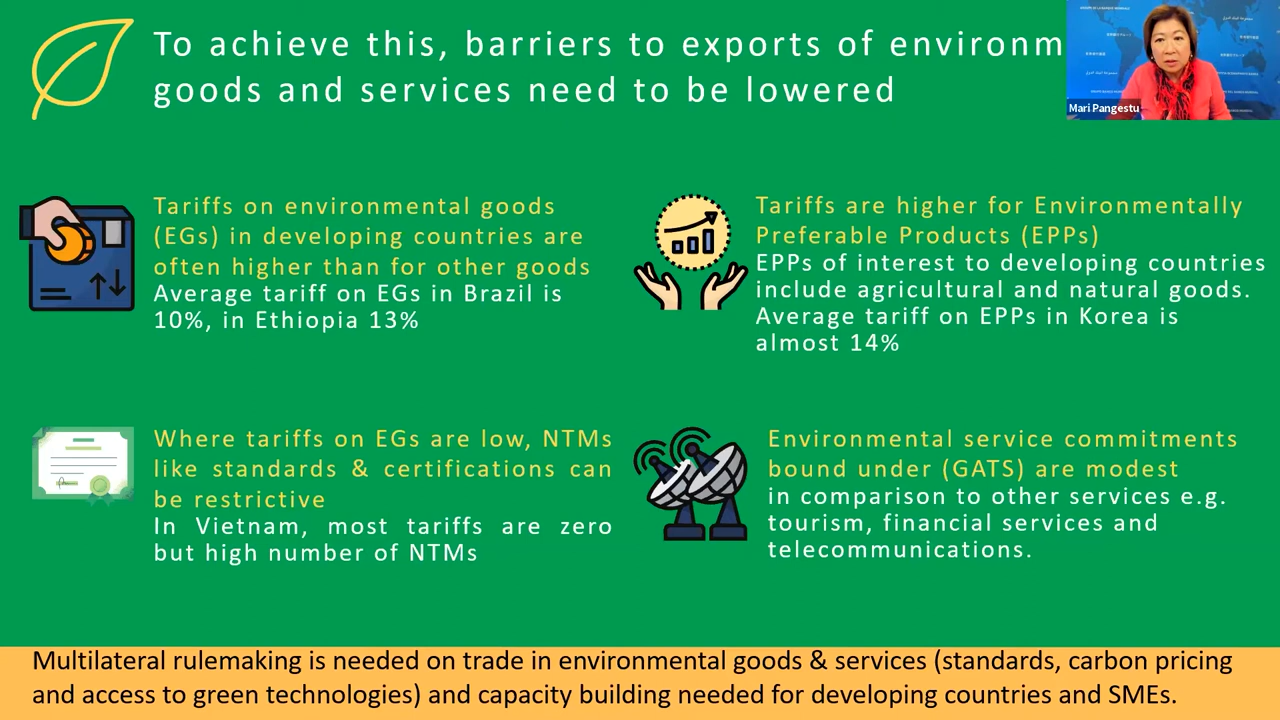 To achieve this, barriers to exports of environm
goods and services need to be lowered
Mari Pangestu
Tariffs on environmental goods
(EGs) in developing countries are
often higher than for other goods
Average tariff on EGs in Brazil is
10%, in Ethiopia 13%
Tariffs are higher for Environmentally
Preferable Products (EPPs)
EPPs of interest to developing countries
include agricultural and natural goods.
Average tariff on EPPs in Korea is
almost 14%
Where tariffs on EGs are low, NTMs
like standards & certifications can
be restrictive
In Vietnam, most tariffs are zero
but high number of NTMs
Environmental service commitments
bound under (GATS) are modest
in comparison to other services e.g.
tourism, financial services and
telecommunications.
Multilateral rulemaking is needed on trade in environmental goods & services (standards, carbon pricing
and access to green technologies) and capacity building needed for developing countries and SMEs.